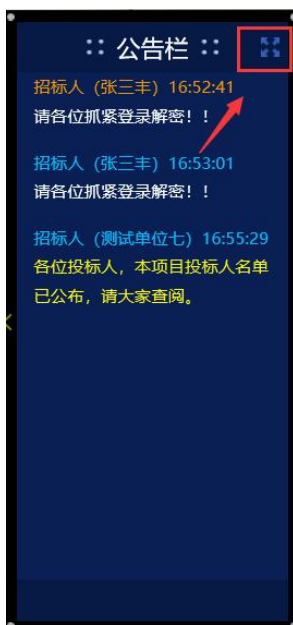 :: 公告栏 ::
招标人（张三丰）16:52:41
请各位抓紧登录解密！！
招标人（张三丰）16:53:01
请各位抓紧登录解密！！
招标人（测试单位七）16:55:29
各位投标人，本项目投标人名单
已公布，请大家查阅。